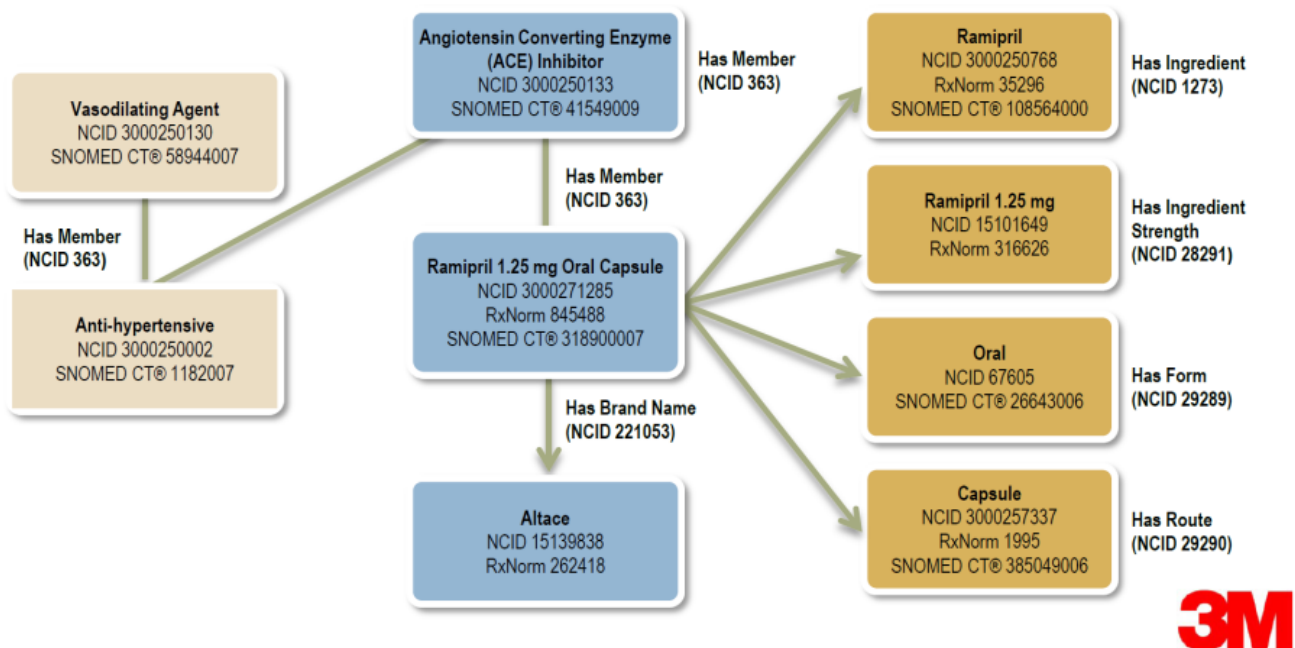 Vasodilating Agent
NCID 3000250130
SNOMED CT® 58944007
Has Member
(NCID 363)
Anti-hypertensive
NCID 3000250002
SNOMED CT® 1182007
Angiotensin Converting Enzyme
(ACE) Inhibitor
NCID 3000250133
SNOMED CT® 41549009
Has Member
(NCID 363)
Has Member
(NCID 363)
Ramipril 1.25 mg Oral Capsule
NCID 3000271285
RxNorm 845488
SNOMED CT® 318900007
Has Brand Name
(NCID 221053)
Altace
NCID 15139838
RxNorm 262418
Ramipril
NCID 3000250768
RxNorm 35296
SNOMED CT® 108564000
Has Ingredient
(NCID 1273)
Ramipril 1.25 mg
NCID 15101649
RxNorm 316626
Has Ingredient
Strength
(NCID 28291)
Oral
NCID 67605
SNOMED CT® 26643006
Has Form
(NCID 29289)
Capsule
NCID 3000257337
RxNorm 1995
SNOMED CT® 385049006
Has Route
(NCID 29290)
3M